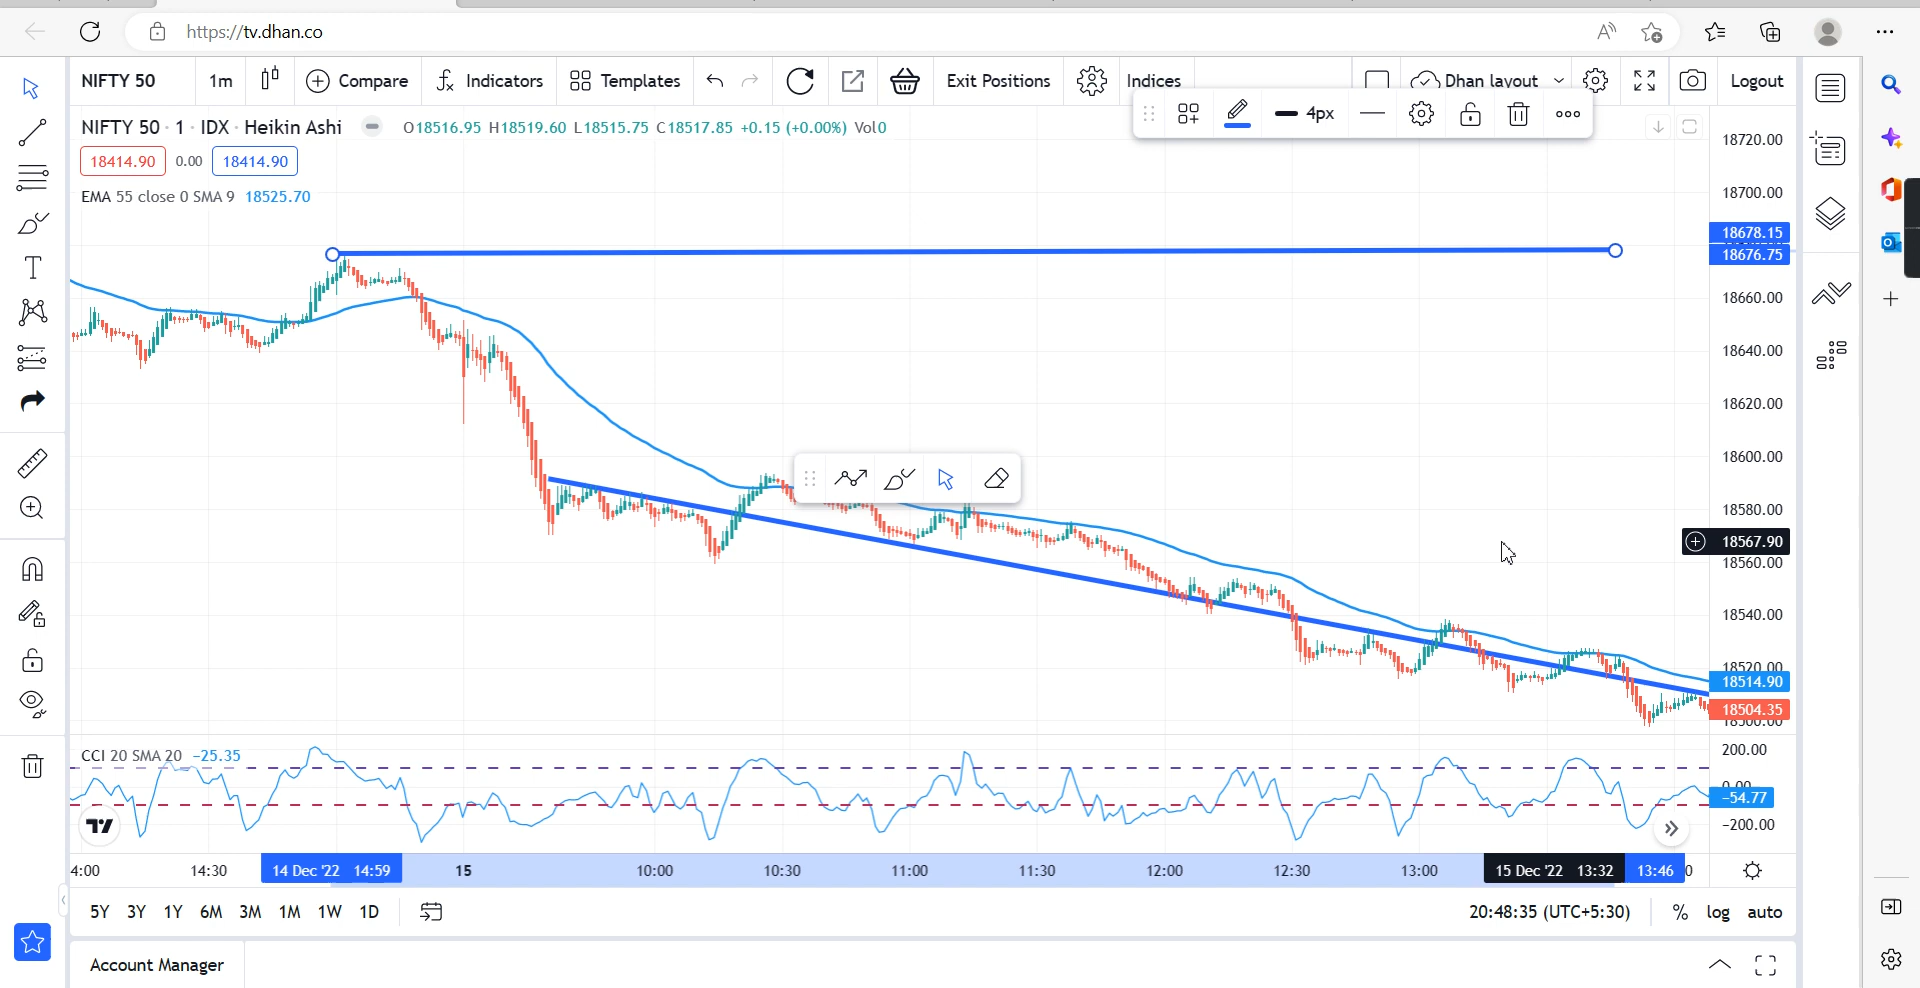 https://tv.dhan.co
NIFTY 50 1m Compare Indicators Templates Exit Positions Indices Dhan layout Logout
4px
NIFTY 50 · 1 · IDX · Heikin Ashi O18516.95 H18519.60 L18515.75 C18517.85 +0.15 (+0.00%) Vol0
18414.90 0.00 18414.90
EMA 55 close 0 SMA 9 18525.70
18720.00
18700.00
18678.15
18676.75
18660.00
18640.00
18620.00
18600.00
18580.00
18567.90
18560.00
18540.00
18520.00
18514.90
18504.35
18500.00
CCI 20 SMA 20 -25.35
200.00
0.00
-54.77
-200.00
4:00 14:30 14 Dec '22 14:59 15 10:00 10:30 11:00 11:30 12:00 12:30 13:00 15 Dec '22 13:32 13:46 0
5Y 3Y 1Y 6M 3M 1M 1W 1D 20:48:35 (UTC+5:30) % log auto
Account Manager